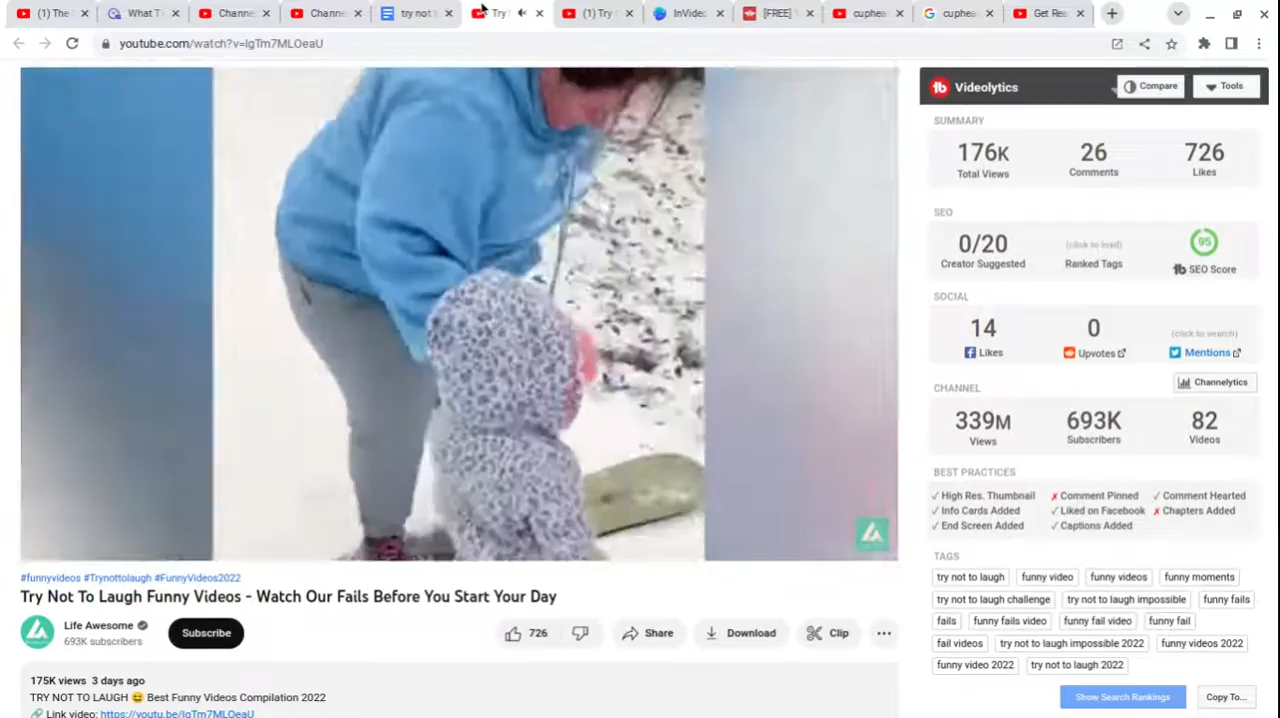 (1) The
What T
Channe
Channe
try not
Try
(1) Try
InVideo
[FREE]
cuphea
cuphea
Get Rea
youtube.com/watch?v=IgTm7MLOeaU
Videolytics
Compare
Tools
SUMMARY
176K
26
726
Total Views
Comments
Likes
SEO
0/20
(click to load)
95
Creator Suggested
Ranked Tags
tb SEO Score
SOCIAL
14
0
(click to search)
Likes
Upvotes
Mentions
CHANNEL
Channelytics
339M
693K
82
Views
Subscribers
Videos
BEST PRACTICES
✓ High Res. Thumbnail
✗ Comment Pinned
✓ Comment Hearted
✓ Info Cards Added
✓ Liked on Facebook
✗ Chapters Added
✓ End Screen Added
✓ Captions Added
TAGS
try not to laugh
funny video
funny videos
funny moments
try not to laugh challenge
try not to laugh impossible
funny fails
fails
funny fails video
funny fail video
funny fail
fail videos
try not to laugh impossible 2022
funny videos 2022
funny video 2022
try not to laugh 2022
Show Search Rankings
Copy To...
#funnyvideos #Trynottolaugh #FunnyVideos2022
Try Not To Laugh Funny Videos - Watch Our Fails Before You Start Your Day
Life Awesome
693K subscribers
Subscribe
726
Share
Download
Clip
175K views 3 days ago
TRY NOT TO LAUGH 😆 Best Funny Videos Compilation 2022
🔗 Link video: https://youtu.be/IgTm7MLOeaU